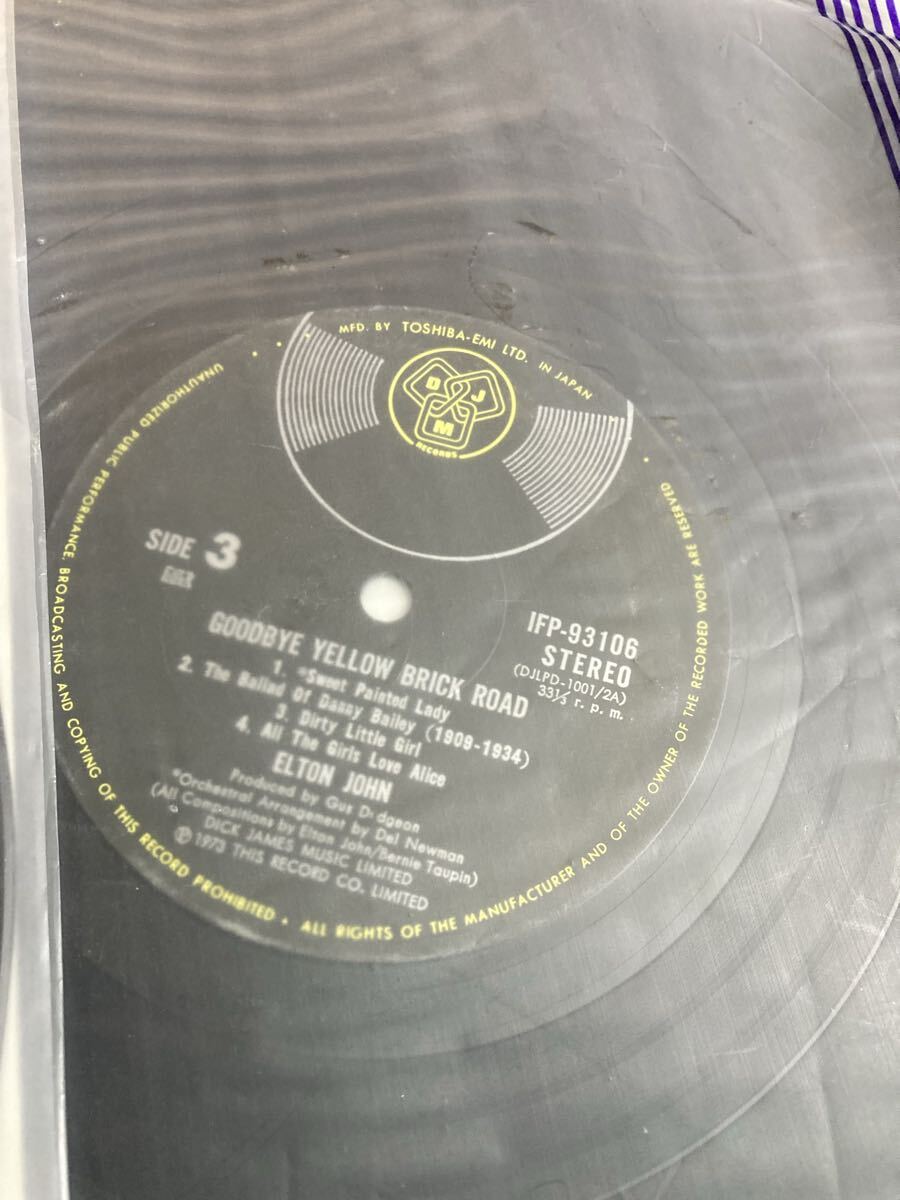 MFD. BY TOSHIBA-EMI LTD. IN JAPAN
D J M
RECORDS
SIDE 3
IFP-93106
STEREO
(DJLPD-1001/2A)
33 1/3 r. p. m.
GOODBYE YELLOW BRICK ROAD
1. *Sweet Painted Lady
2. The Ballad Of Danny Bailey (1909-1934)
3. Dirty Little Girl
4. All The Girls Love Alice
ELTON JOHN
Produced by Gus Dudgeon
*Orchestral Arrangement by Del Newman
(All Compositions by Elton John/Bernie Taupin)
DICK JAMES MUSIC LIMITED
Ⓟ 1973 THIS RECORD CO. LIMITED
UNAUTHORIZED PUBLIC PERFORMANCE, BROADCASTING AND COPYING OF THIS RECORD PROHIBITED • ALL RIGHTS OF THE MANUFACTURER AND OF THE OWNER OF THE RECORDED WORK ARE RESERVED